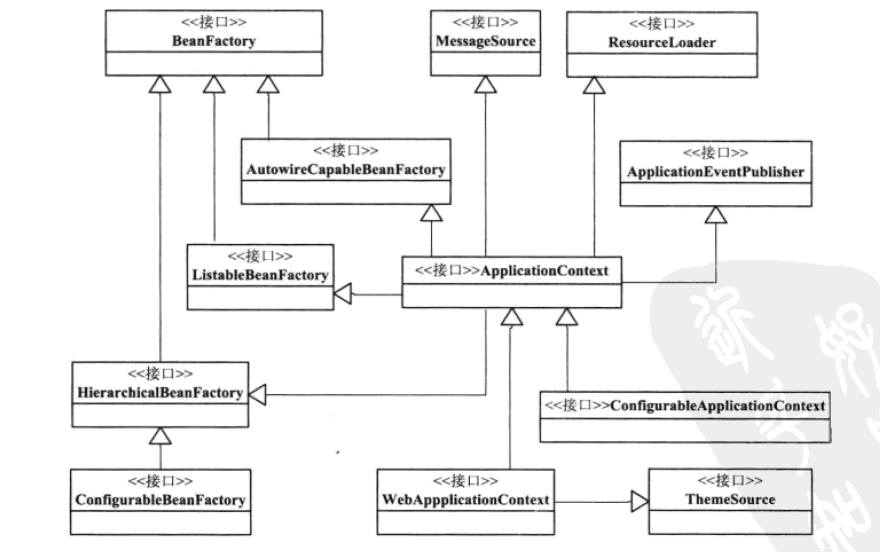 <<接口>>
BeanFactory
<<接口>>
MessageSource
<<接口>>
ResourceLoader
<<接口>>
AutowireCapableBeanFactory
<<接口>>
ApplicationEventPublisher
<<接口>>
ListableBeanFactory
<<接口>>ApplicationContext
<<接口>>
HierarchicalBeanFactory
<<接口>>ConfigurableApplicationContext
<<接口>>
ConfigurableBeanFactory
<<接口>>
WebAppplicationContext
<<接口>>
ThemeSource